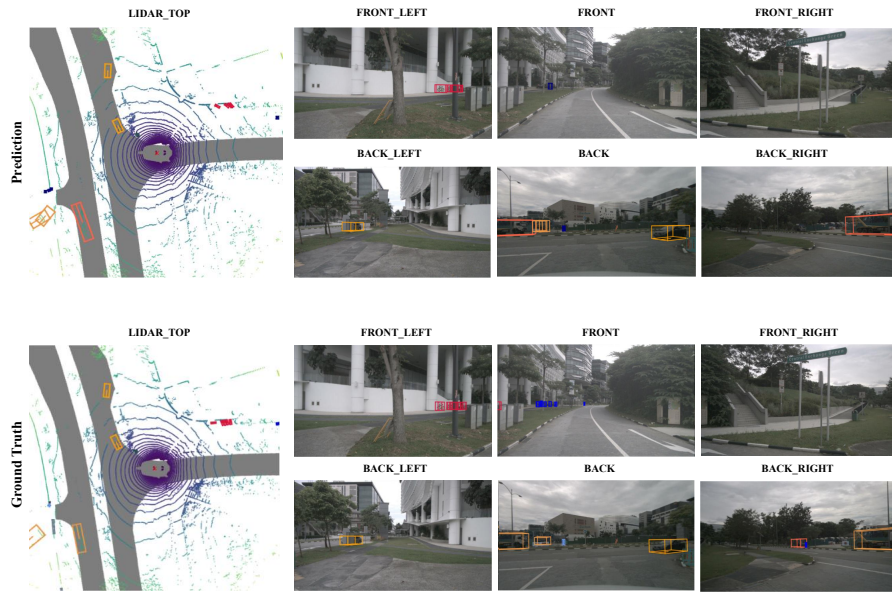 LIDAR_TOP FRONT_LEFT FRONT FRONT_RIGHT
Prediction
BACK_LEFT BACK BACK_RIGHT
LIDAR_TOP FRONT_LEFT FRONT FRONT_RIGHT
Ground Truth
BACK_LEFT BACK BACK_RIGHT